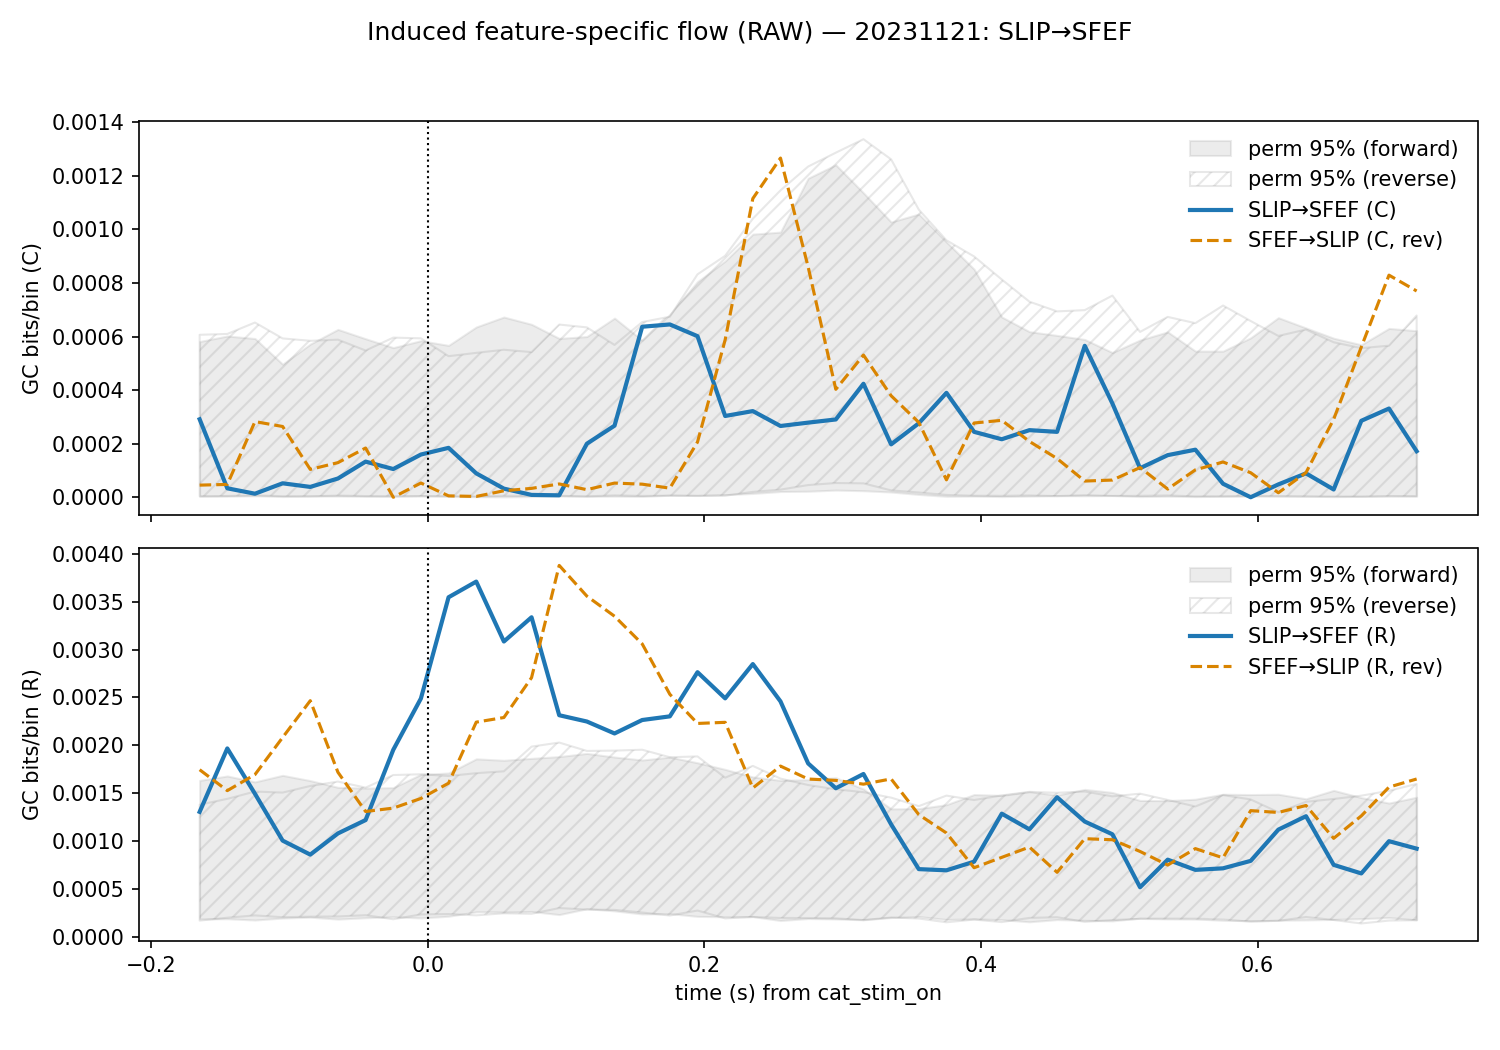 Induced feature-specific flow (RAW) — 20231121: SLIP→SFEF
0.0014
0.0012
0.0010
0.0008
0.0006
0.0004
0.0002
0.0000
GC bits/bin (C)
perm 95% (forward)
perm 95% (reverse)
SLIP→SFEF (C)
SFEF→SLIP (C, rev)
0.0040
0.0035
0.0030
0.0025
0.0020
0.0015
0.0010
0.0005
0.0000
GC bits/bin (R)
perm 95% (forward)
perm 95% (reverse)
SLIP→SFEF (R)
SFEF→SLIP (R, rev)
−0.2 0.0 0.2 0.4 0.6
time (s) from cat_stim_on